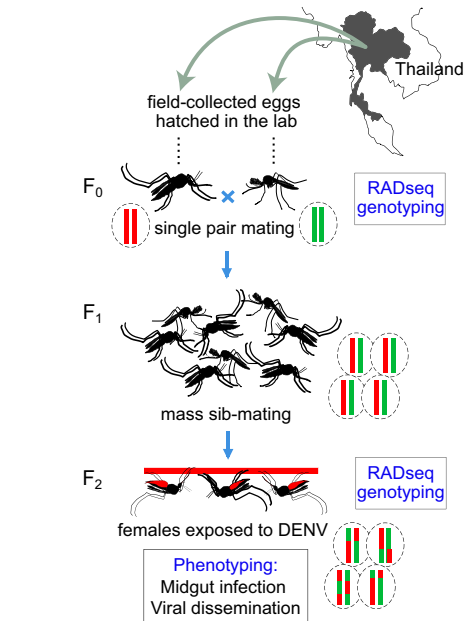 Thailand
field-collected eggs
hatched in the lab
F0
RADseq
genotyping
single pair mating
F1
mass sib-mating
F2
RADseq
genotyping
females exposed to DENV
Phenotyping:
Midgut infection
Viral dissemination